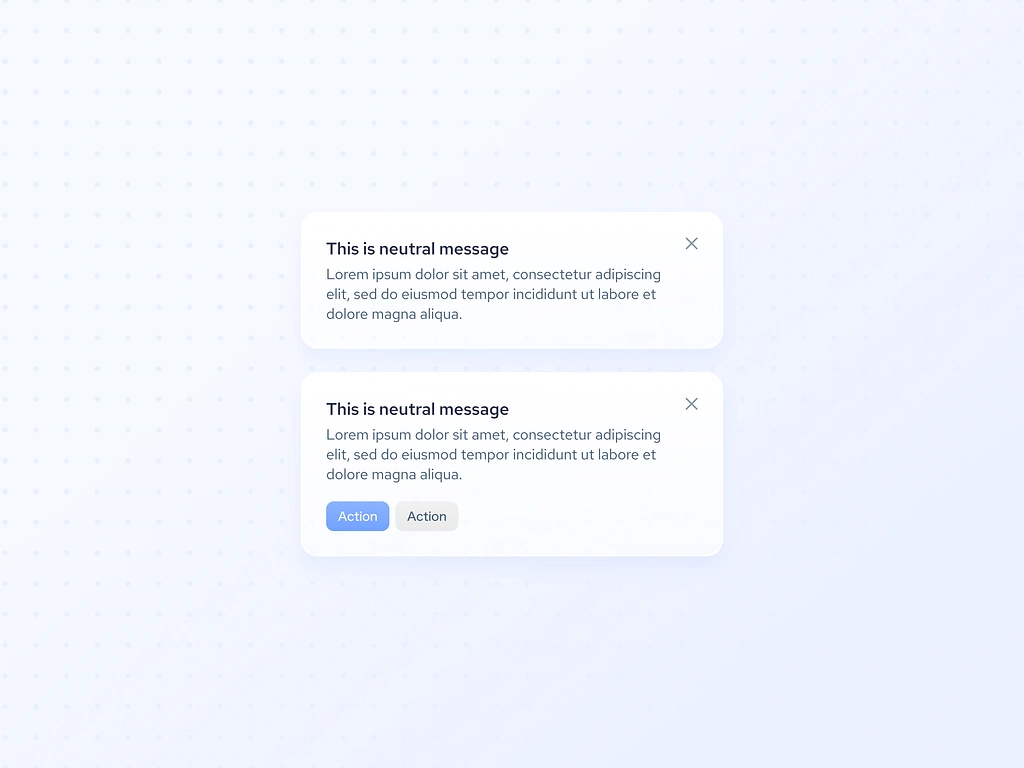 This is neutral message
Lorem ipsum dolor sit amet, consectetur adipiscing
elit, sed do eiusmod tempor incididunt ut labore et
dolore magna aliqua.
This is neutral message
Lorem ipsum dolor sit amet, consectetur adipiscing
elit, sed do eiusmod tempor incididunt ut labore et
dolore magna aliqua.
Action Action